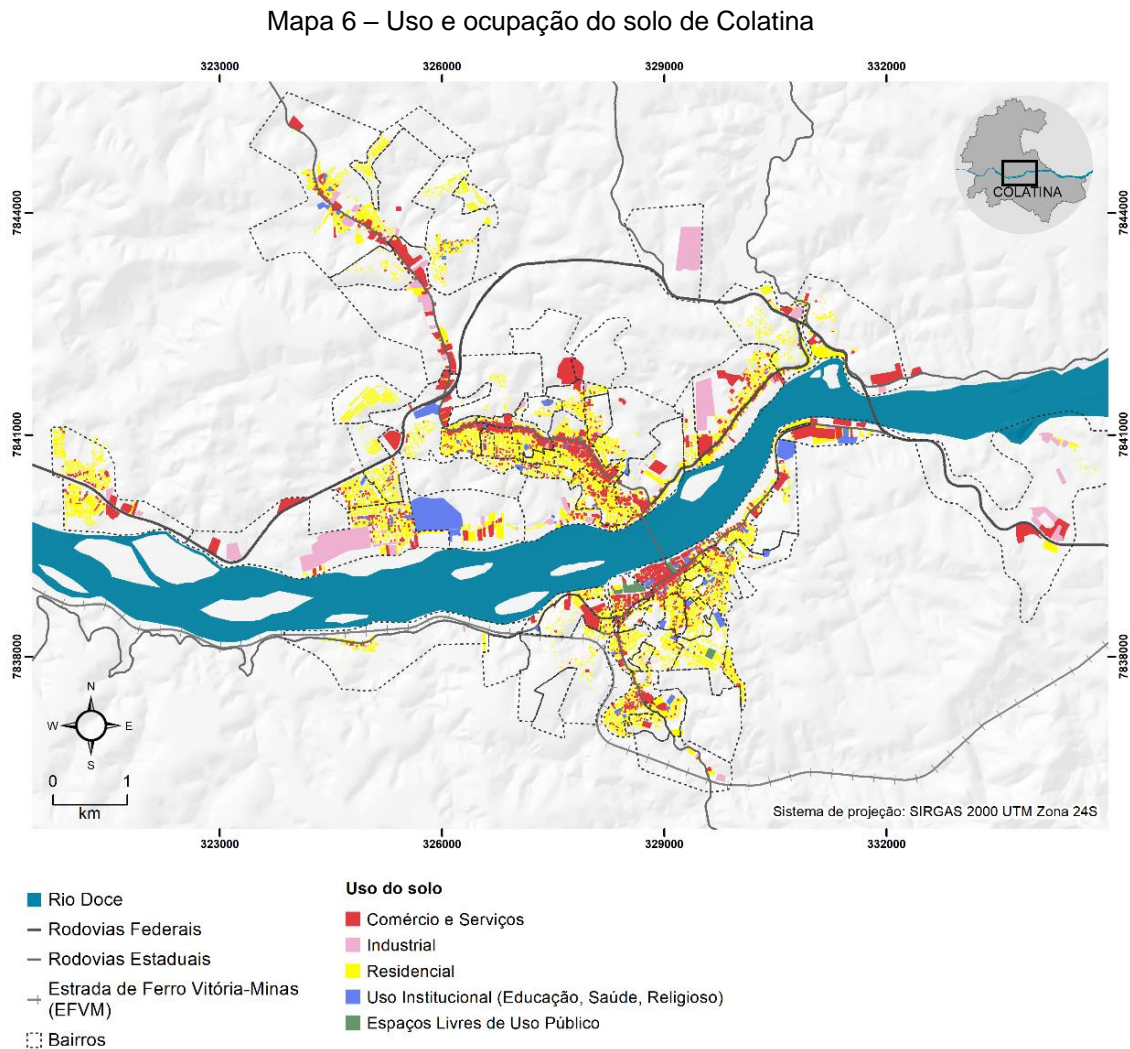 Mapa 6 – Uso e ocupação do solo de Colatina
323000
326000
329000
332000
7844000
7844000
COLATINA
7841000
7841000
7838000
7838000
N
W
E
S
0
1
km
Sistema de projeção: SIRGAS 2000 UTM Zona 24S
323000
326000
329000
332000
Rio Doce
Rodovias Federais
Rodovias Estaduais
Estrada de Ferro Vitória-Minas
(EFVM)
Bairros
Uso do solo
Comércio e Serviços
Industrial
Residencial
Uso Institucional (Educação, Saúde, Religioso)
Espaços Livres de Uso Público